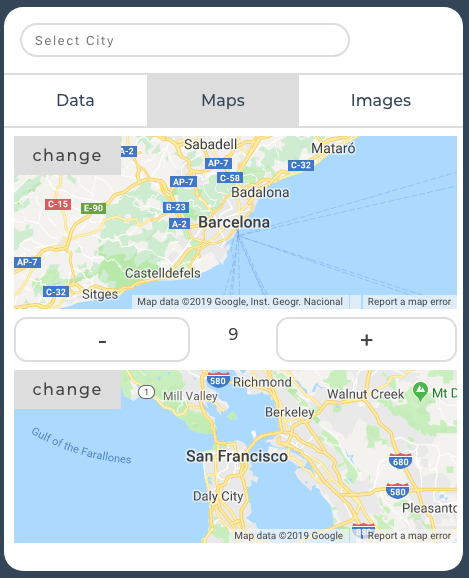 Select City
Data
Maps
Images
change
A-2
Sabadell
Mataró
AP-7
C-32
C-58
AP-7
Badalona
C-15
E-90
B-23
A-2
Barcelona
AP-7
Castelldefels
C-32
Sitges
Map data ©2019 Google, Inst. Geogr. Nacional
Report a map error
-
9
+
change
580
Richmond
1
Mill Valley
Walnut Creek
Mt D
Berkeley
Gulf of the Farallones
San Francisco
680
Daly City
580
Pleasanto
880
Map data ©2019 Google
Report a map error